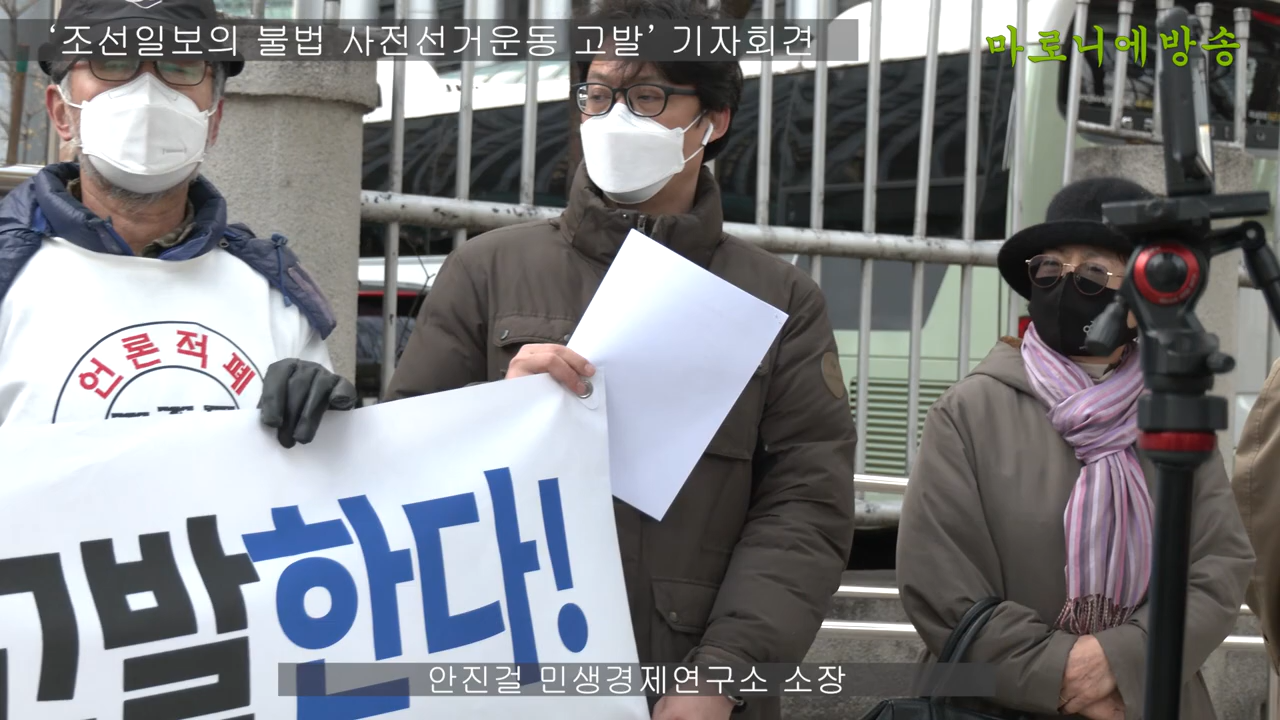 ‘조선일보의 불법 사전선거운동 고발’ 기자회견
마로니에방송
언론적폐
고발한다!
안진걸 민생경제연구소 소장